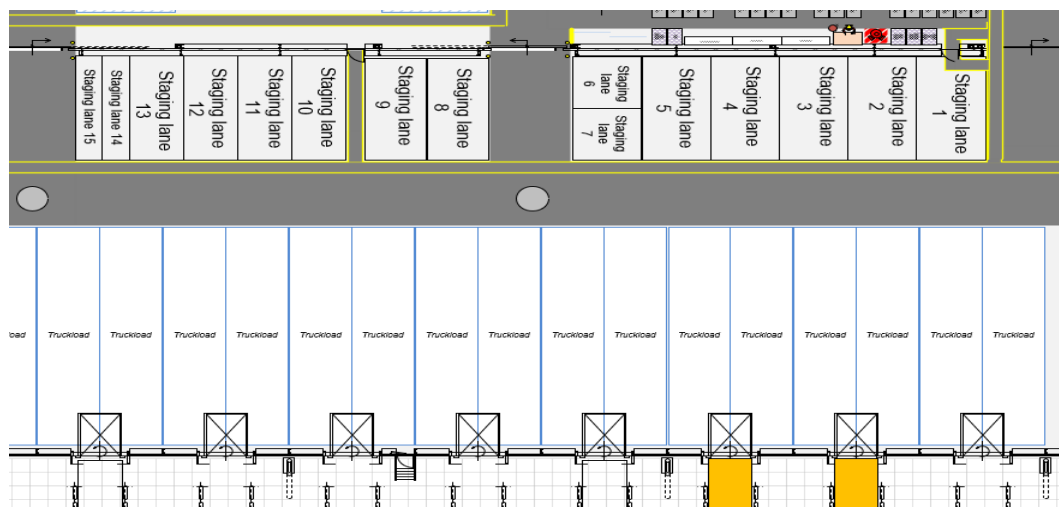 Staging lane 15
Staging lane 14
Staging lane
13
Staging lane
12
Staging lane
11
Staging lane
10
Staging lane
9
Staging lane
8
Staging
lane
6
Staging
lane
7
Staging lane
5
Staging lane
4
Staging lane
3
Staging lane
2
Staging lane
1
oad Truckload Truckload Truckload Truckload Truckload Truckload Truckload Truckload Truckload Truckload Truckload Truckload Truckload Truckload Truckload Truckload